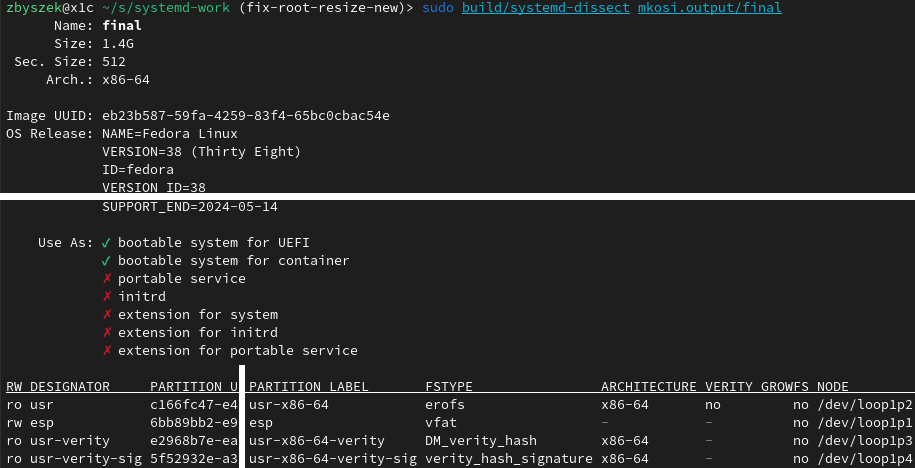 zbyszek@x1c ~/s/systemd-work (fix-root-resize-new)> sudo build/systemd-dissect mkosi.output/final
Name: final
Size: 1.4G
Sec. Size: 512
Arch.: x86-64
Image UUID: eb23b587-59fa-4259-83f4-65bc0cbac54e
OS Release: NAME=Fedora Linux
VERSION=38 (Thirty Eight)
ID=fedora
VERSION_ID=38
SUPPORT_END=2024-05-14
Use As: ✓ bootable system for UEFI
✓ bootable system for container
✗ portable service
✗ initrd
✗ extension for system
✗ extension for initrd
✗ extension for portable service
RW DESIGNATOR PARTITION U PARTITION LABEL FSTYPE ARCHITECTURE VERITY GROWFS NODE
ro usr c166fc47-e4 usr-x86-64 erofs x86-64 no no /dev/loop1p2
rw esp 6bb89bb2-e9 esp vfat - - no /dev/loop1p1
ro usr-verity e2968b7e-ea usr-x86-64-verity DM_verity_hash x86-64 - no /dev/loop1p3
ro usr-verity-sig 5f52932e-a3 usr-x86-64-verity-sig verity_hash_signature x86-64 - no /dev/loop1p4